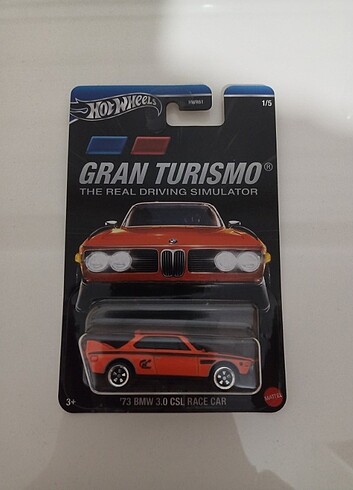 Hot Wheels
1/5
GRAN TURISMO®
THE REAL DRIVING SIMULATOR
3+
'73 BMW 3.0 CSL RACE CAR
MATTEL